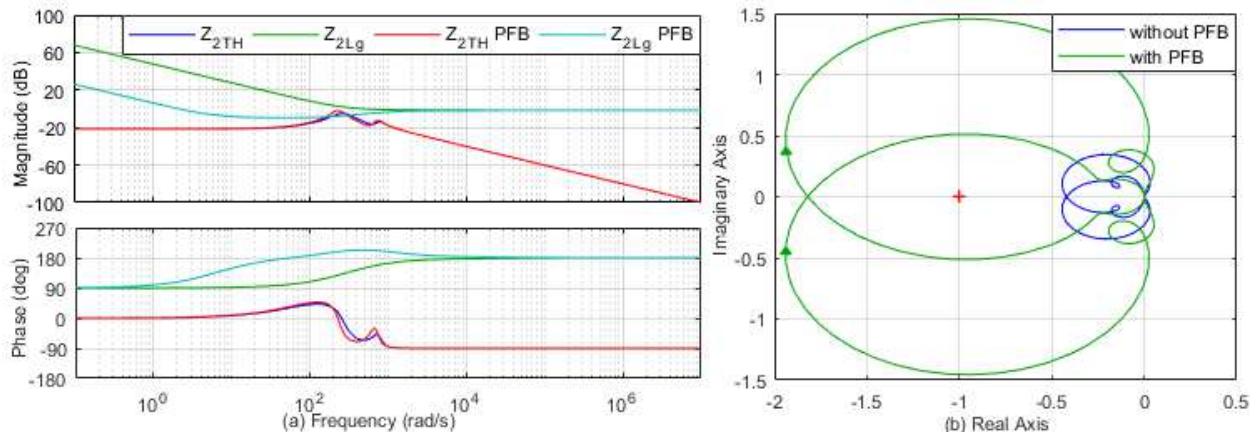 Z2TH Z2Lg Z2TH PFB Z2Lg PFB
Magnitude (dB)
100
60
20
-20
-60
-100
Phase (deg)
270
180
90
0
-90
-180
10^0 10^2 10^4 10^6
(a) Frequency (rad/s)
without PFB
with PFB
Imaginary Axis
1.5
1
0.5
0
-0.5
-1
-1.5
-2 -1.5 -1 -0.5 0 0.5
(b) Real Axis